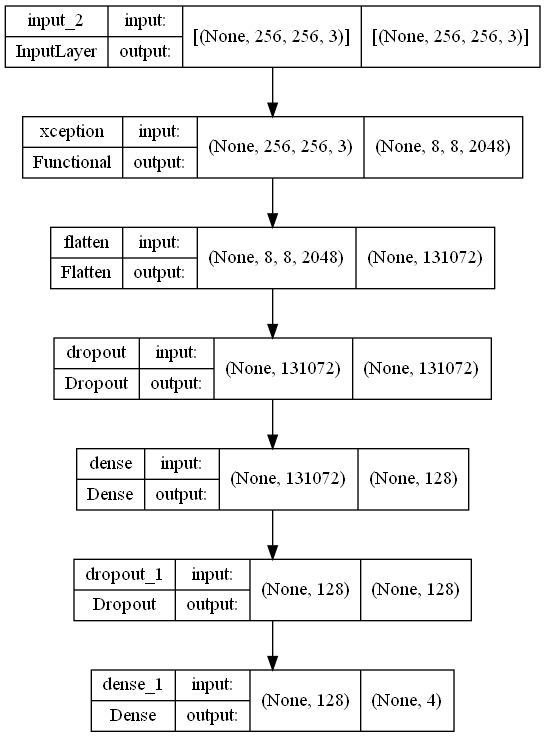 input_2 input: [(None, 256, 256, 3)] [(None, 256, 256, 3)]
InputLayer output:
xception input: (None, 256, 256, 3) (None, 8, 8, 2048)
Functional output:
flatten input: (None, 8, 8, 2048) (None, 131072)
Flatten output:
dropout input: (None, 131072) (None, 131072)
Dropout output:
dense input: (None, 131072) (None, 128)
Dense output:
dropout_1 input: (None, 128) (None, 128)
Dropout output:
dense_1 input: (None, 128) (None, 4)
Dense output: